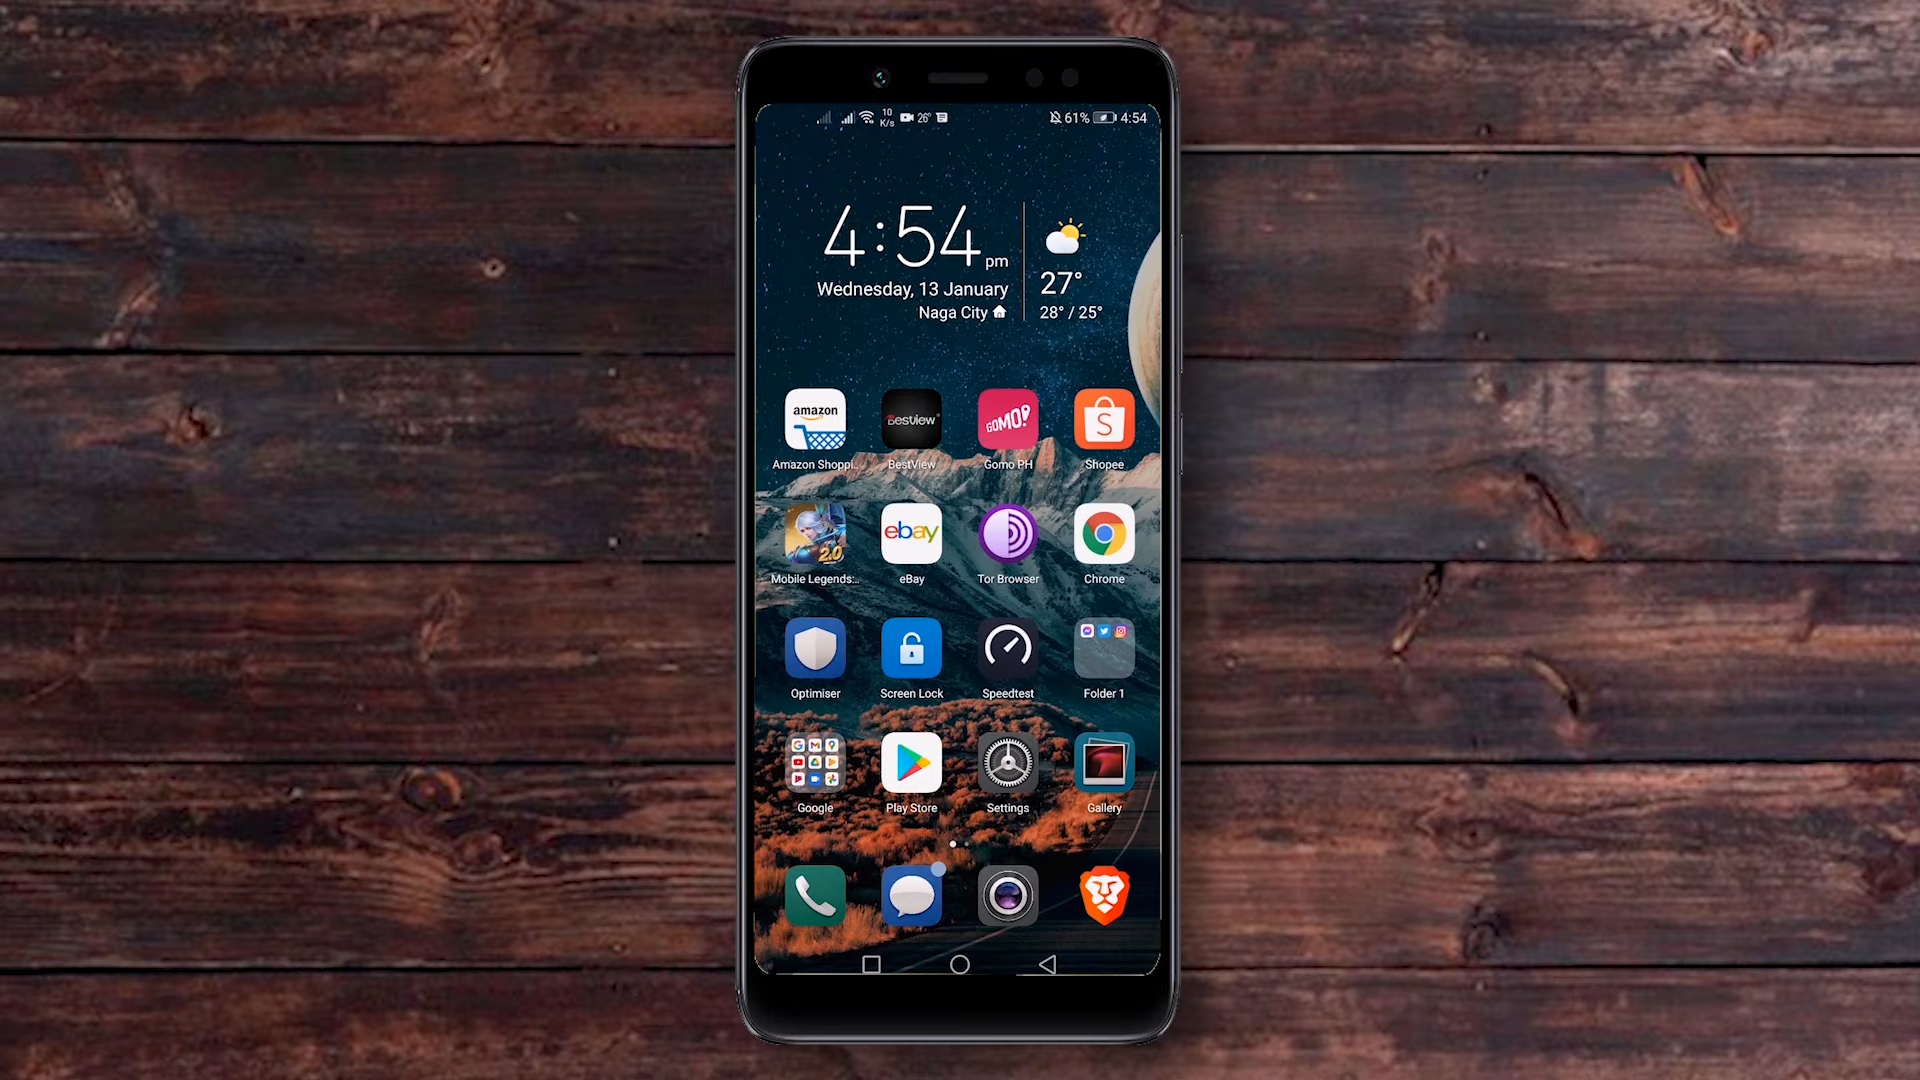 10
K/s
26°
61%
4:54
4:54 pm
Wednesday, 13 January
Naga City
27°
28° / 25°
amazon
Bestview
GOMO!
S
Amazon Shoppi..
BestView
Gomo PH
Shopee
2.0
ebay
Mobile Legends:..
eBay
Tor Browser
Chrome
Optimiser
Screen Lock
Speedtest
Folder 1
Google
Play Store
Settings
Gallery